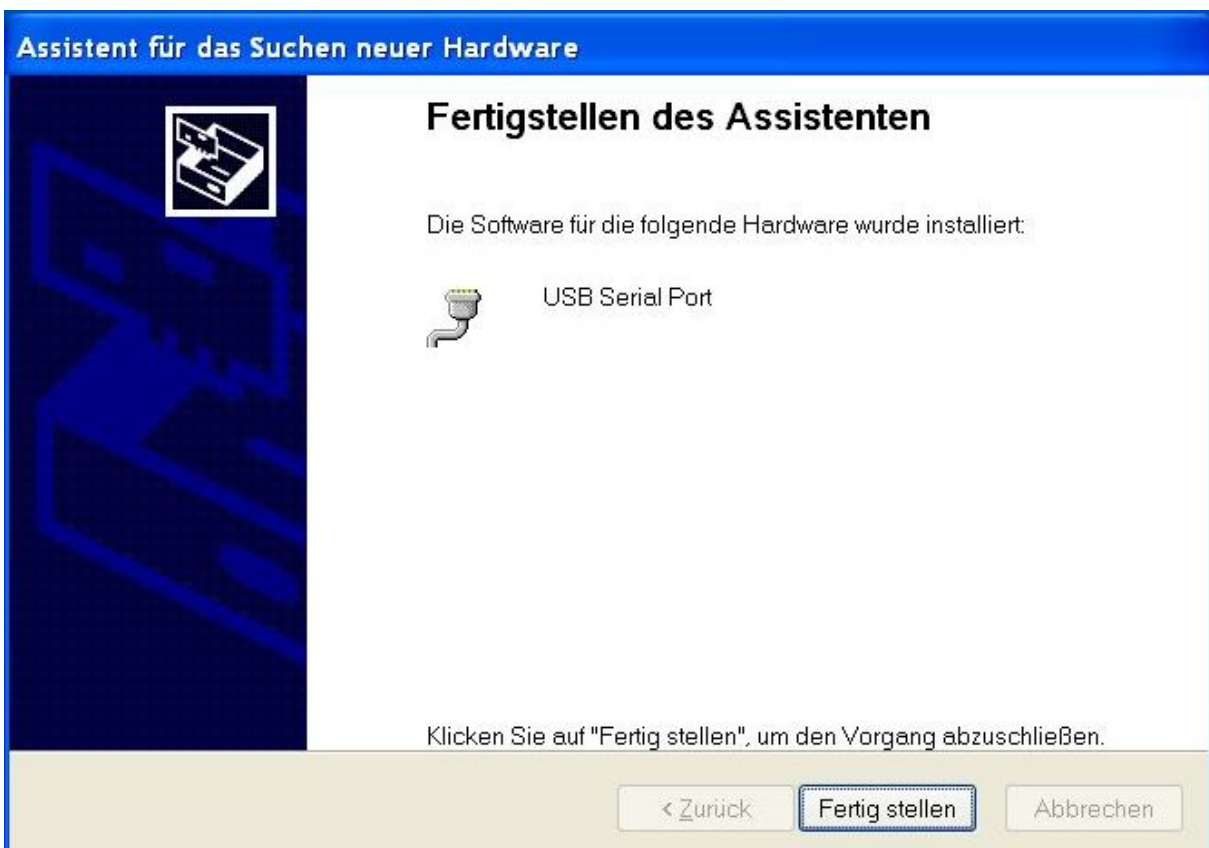 Assistent für das Suchen neuer Hardware
Fertigstellen des Assistenten
Die Software für die folgende Hardware wurde installiert:
USB Serial Port
Klicken Sie auf "Fertig stellen", um den Vorgang abzuschließen.
< Zurück Fertig stellen Abbrechen